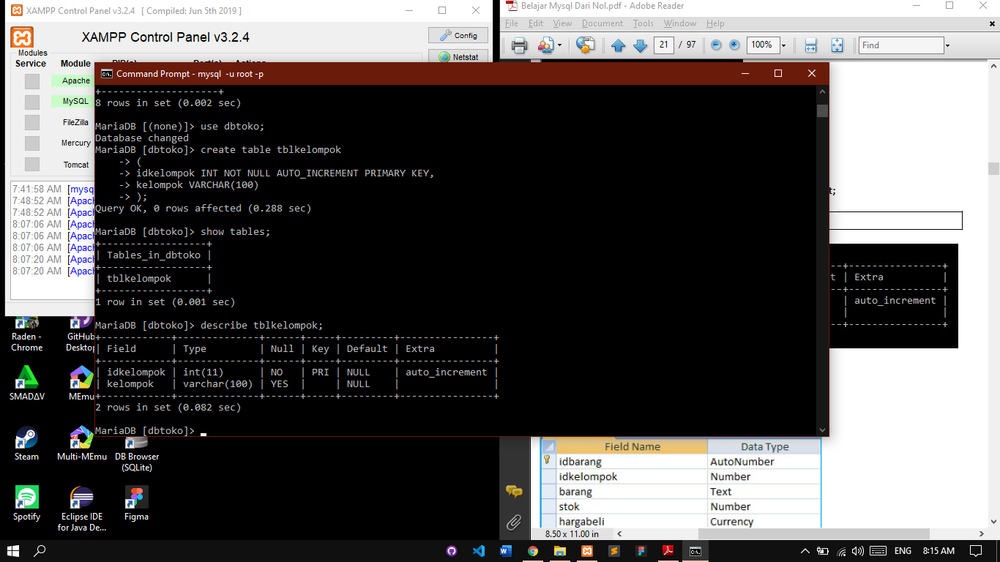 XAMPP Control Panel v3.2.4   [ Compiled: Jun 5th 2019 ]
XAMPP Control Panel v3.2.4
Config
Netstat
Modules
Service
Module
Apache
MySQL
FileZilla
Mercury
Tomcat
7:41:58 AM  [mysq
7:48:52 AM  [Apach
7:48:52 AM  [Apach
8:07:06 AM  [Apach
8:07:06 AM  [Apach
8:07:06 AM  [Apach
8:07:20 AM  [Apach
8:07:20 AM  [Apach
Belajar Mysql Dari Nol.pdf - Adobe Reader
File Edit View Document Tools Window Help
21 / 97
100%
Find
Command Prompt - mysql  -u root -p
+--------------------+
8 rows in set (0.002 sec)
MariaDB [(none)]> use dbtoko;
Database changed
MariaDB [dbtoko]> create table tblkelompok
    -> (
    -> idkelompok INT NOT NULL AUTO_INCREMENT PRIMARY KEY,
    -> kelompok VARCHAR(100)
    -> );
Query OK, 0 rows affected (0.288 sec)
MariaDB [dbtoko]> show tables;
+------------------+
| Tables_in_dbtoko |
+------------------+
| tblkelompok      |
+------------------+
1 row in set (0.001 sec)
MariaDB [dbtoko]> describe tblkelompok;
+------------+--------------+------+-----+---------+----------------+
| Field      | Type         | Null | Key | Default | Extra          |
+------------+--------------+------+-----+---------+----------------+
| idkelompok | int(11)      | NO   | PRI | NULL    | auto_increment |
| kelompok   | varchar(100) | YES  |     | NULL    |                |
+------------+--------------+------+-----+---------+----------------+
2 rows in set (0.082 sec)
MariaDB [dbtoko]>
t;
--+----------------+
t | Extra          |
--+----------------+
  | auto_increment |
  |                |
--+----------------+
Field Name Data Type
idbarang AutoNumber
idkelompok Number
barang Text
stok Number
hargabeli Currency
8.50 x 11.00 in
Raden - Chrome
GitHub Desktop
SMADΔV
MEmu
Steam
Multi-MEmu
DB Browser (SQLite)
Spotify
Eclipse IDE for Java De...
Figma
ENG
8:15 AM